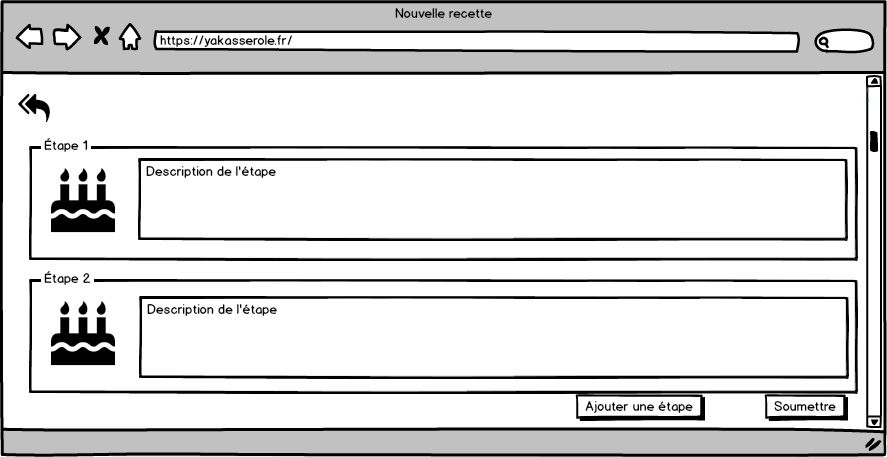 Nouvelle recette
https://yakasserole.fr/
Étape 1
Description de l'étape
Étape 2
Description de l'étape
Ajouter une étape
Soumettre